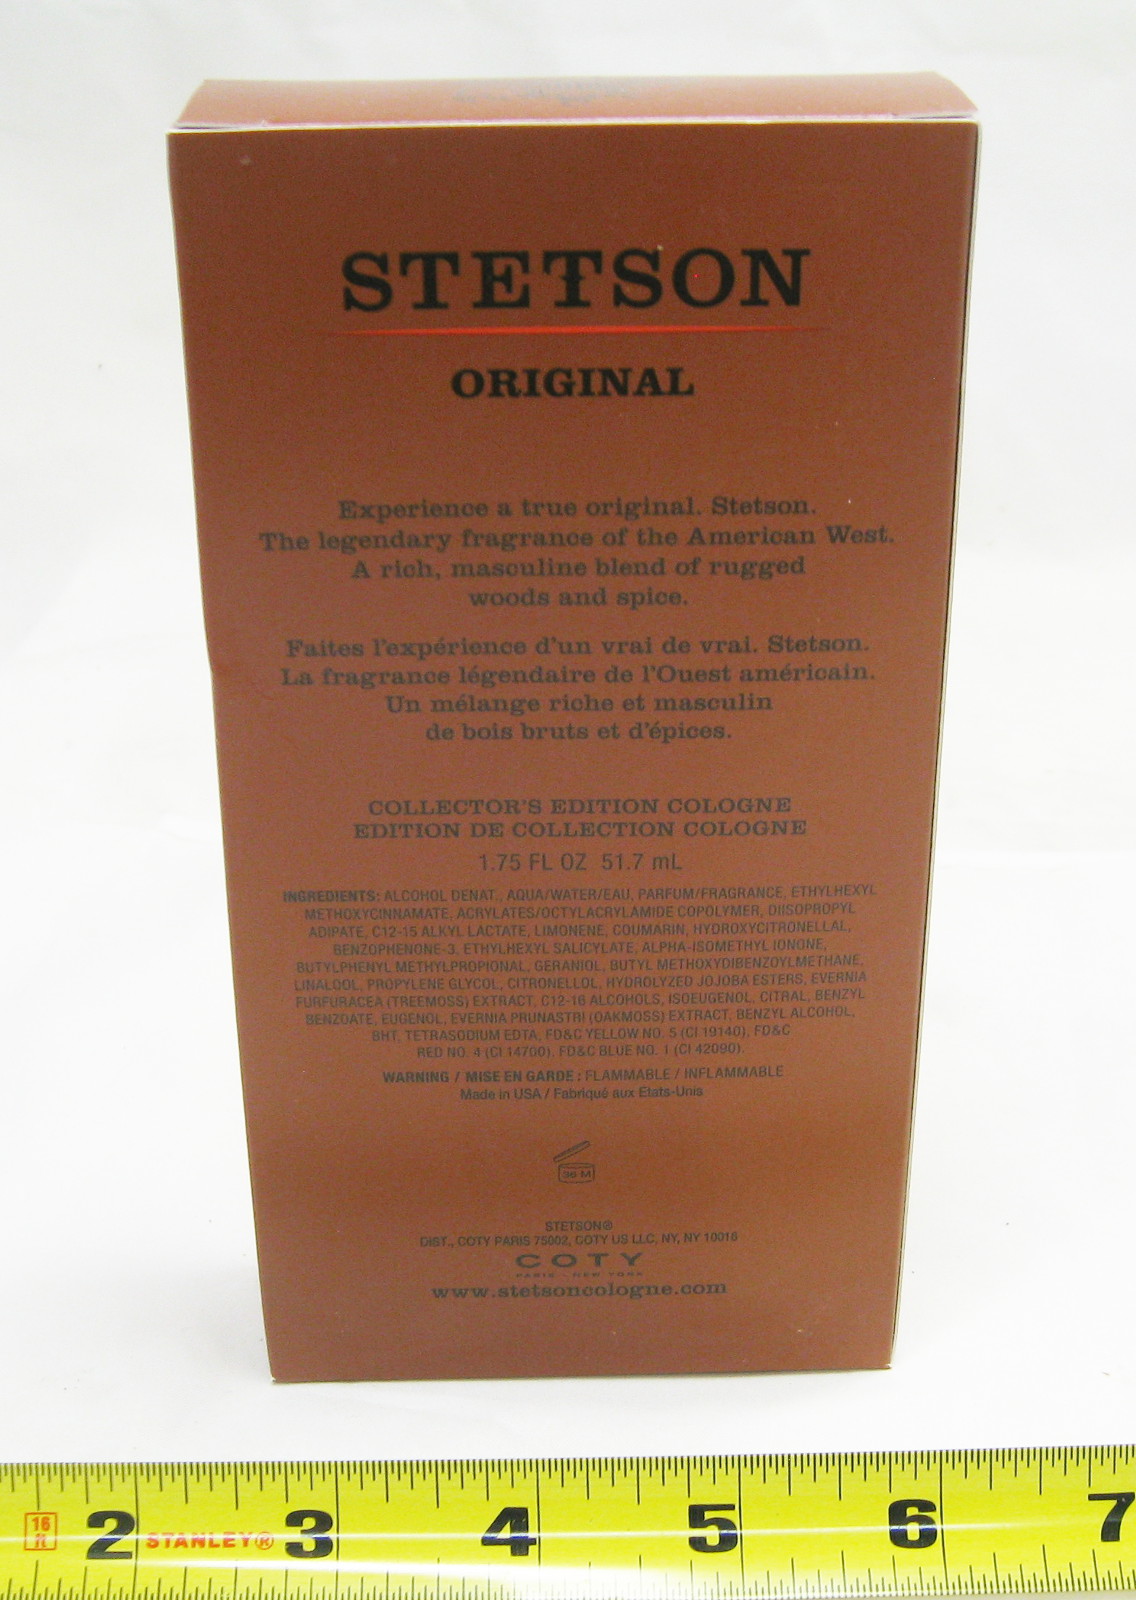 STETSON
ORIGINAL
Experience a true original. Stetson.
The legendary fragrance of the American West.
A rich, masculine blend of rugged
woods and spice.
Faites l'expérience d'un vrai de vrai. Stetson.
La fragrance légendaire de l'Ouest américain.
Un mélange riche et masculin
de bois bruts et d'épices.
COLLECTOR'S EDITION COLOGNE
EDITION DE COLLECTION COLOGNE
1.75 FL OZ 51.7 mL
INGREDIENTS: ALCOHOL DENAT., AQUA/WATER/EAU, PARFUM/FRAGRANCE, ETHYLHEXYL
METHOXYCINNAMATE, ACRYLATES/OCTYLACRYLAMIDE COPOLYMER, DIISOPROPYL
ADIPATE, C12-15 ALKYL LACTATE, LIMONENE, COUMARIN, HYDROXYCITRONELLAL,
BENZOPHENONE-3, ETHYLHEXYL SALICYLATE, ALPHA-ISOMETHYL IONONE,
BUTYLPHENYL METHYLPROPIONAL, GERANIOL, BUTYL METHOXYDIBENZOYLMETHANE,
LINALOOL, PROPYLENE GLYCOL, CITRONELLOL, HYDROLYZED JOJOBA ESTERS, EVERNIA
FURFURACEA (TREEMOSS) EXTRACT, C12-16 ALCOHOLS, ISOEUGENOL, CITRAL, BENZYL
BENZOATE, EUGENOL, EVERNIA PRUNASTRI (OAKMOSS) EXTRACT, BENZYL ALCOHOL,
BHT, TETRASODIUM EDTA, FD&C YELLOW NO. 5 (CI 19140), FD&C
RED NO. 4 (CI 14700), FD&C BLUE NO. 1 (CI 42090).
WARNING / MISE EN GARDE : FLAMMABLE / INFLAMMABLE
Made in USA / Fabriqué aux États-Unis
36 M
STETSON®
DIST., COTY PARIS 75002, COTY US LLC, NY, NY 10016
COTY
PARIS - NEW YORK
www.stetsoncologne.com
16 ft 2 STANLEY® 3 4 5 6 7